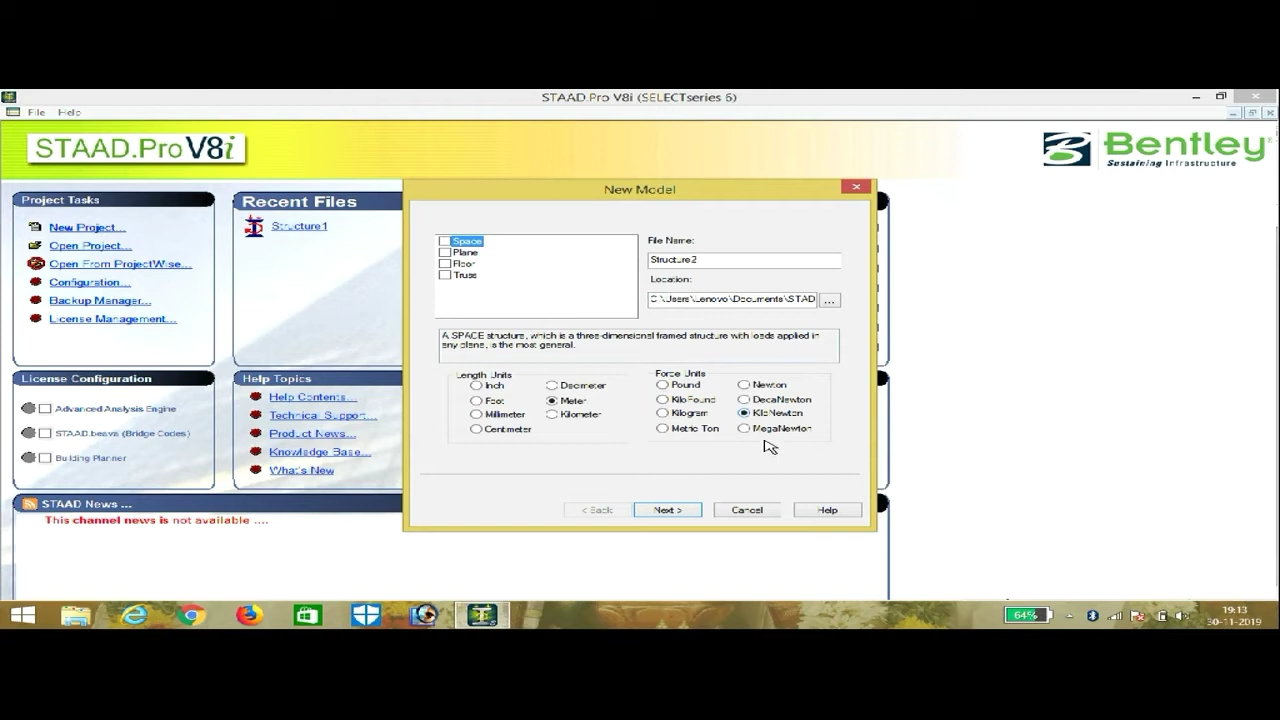 STAAD.Pro V8i (SELECTseries 6)
File Help
STAAD.Pro V8i
Bentley
Sustaining Infrastructure
Project Tasks
New Project...
Open Project...
Open From ProjectWise...
Configuration...
Backup Manager...
License Management...
Recent Files
Structure1
License Configuration
Advanced Analysis Engine
STAAD.beava (Bridge Codes)
Building Planner
Help Topics
Help Contents...
Technical Support...
Product News...
Knowledge Base...
What's New
STAAD News ...
This channel news is not available ....
New Model
Space
Plane
Floor
Truss
File Name:
Structure2
Location:
C:\Users\Lenovo\Documents\STAD
...
A SPACE structure, which is a three-dimensional framed structure with loads applied in
any plane, is the most general.
Length Units
Inch Decimeter
Foot Meter
Millimeter Kilometer
Centimeter
Force Units
Pound Newton
KiloPound DecaNewton
Kilogram KiloNewton
Metric Ton MegaNewton
< Back Next > Cancel Help
64%
19:13
30-11-2019